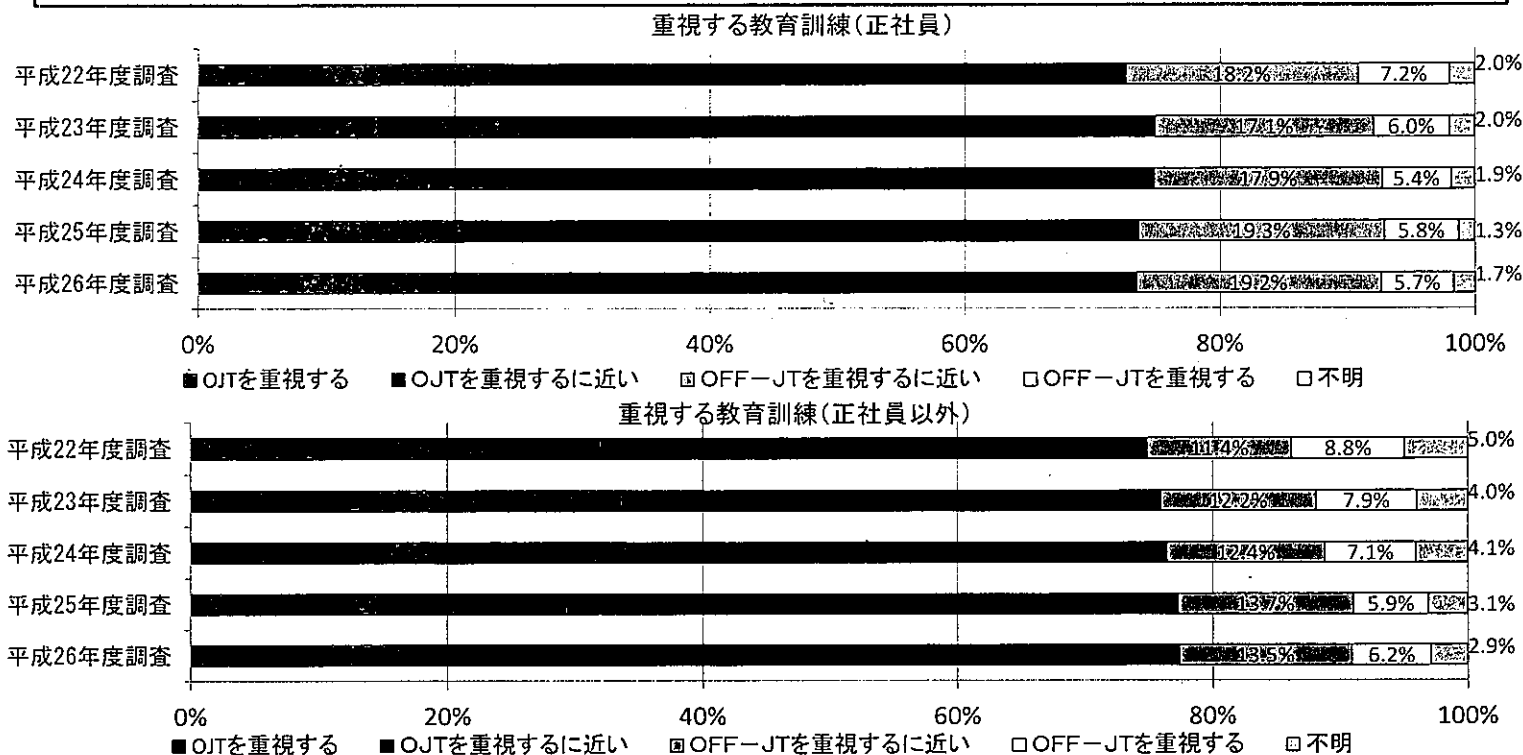 重視する教育訓練(正社員)
平成22年度調査 18.2% 7.2% 2.0%
平成23年度調査 17.1% 6.0% 2.0%
平成24年度調査 17.9% 5.4% 1.9%
平成25年度調査 19.3% 5.8% 1.3%
平成26年度調査 19.2% 5.7% 1.7%
0% 20% 40% 60% 80% 100%
OJTを重視する OJTを重視するに近い OFF-JTを重視するに近い OFF-JTを重視する 不明
重視する教育訓練(正社員以外)
平成22年度調査 11.4% 8.8% 5.0%
平成23年度調査 12.2% 7.9% 4.0%
平成24年度調査 12.4% 7.1% 4.1%
平成25年度調査 13.7% 5.9% 3.1%
平成26年度調査 13.5% 6.2% 2.9%
0% 20% 40% 60% 80% 100%
OJTを重視する OJTを重視するに近い OFF-JTを重視するに近い OFF-JTを重視する 不明